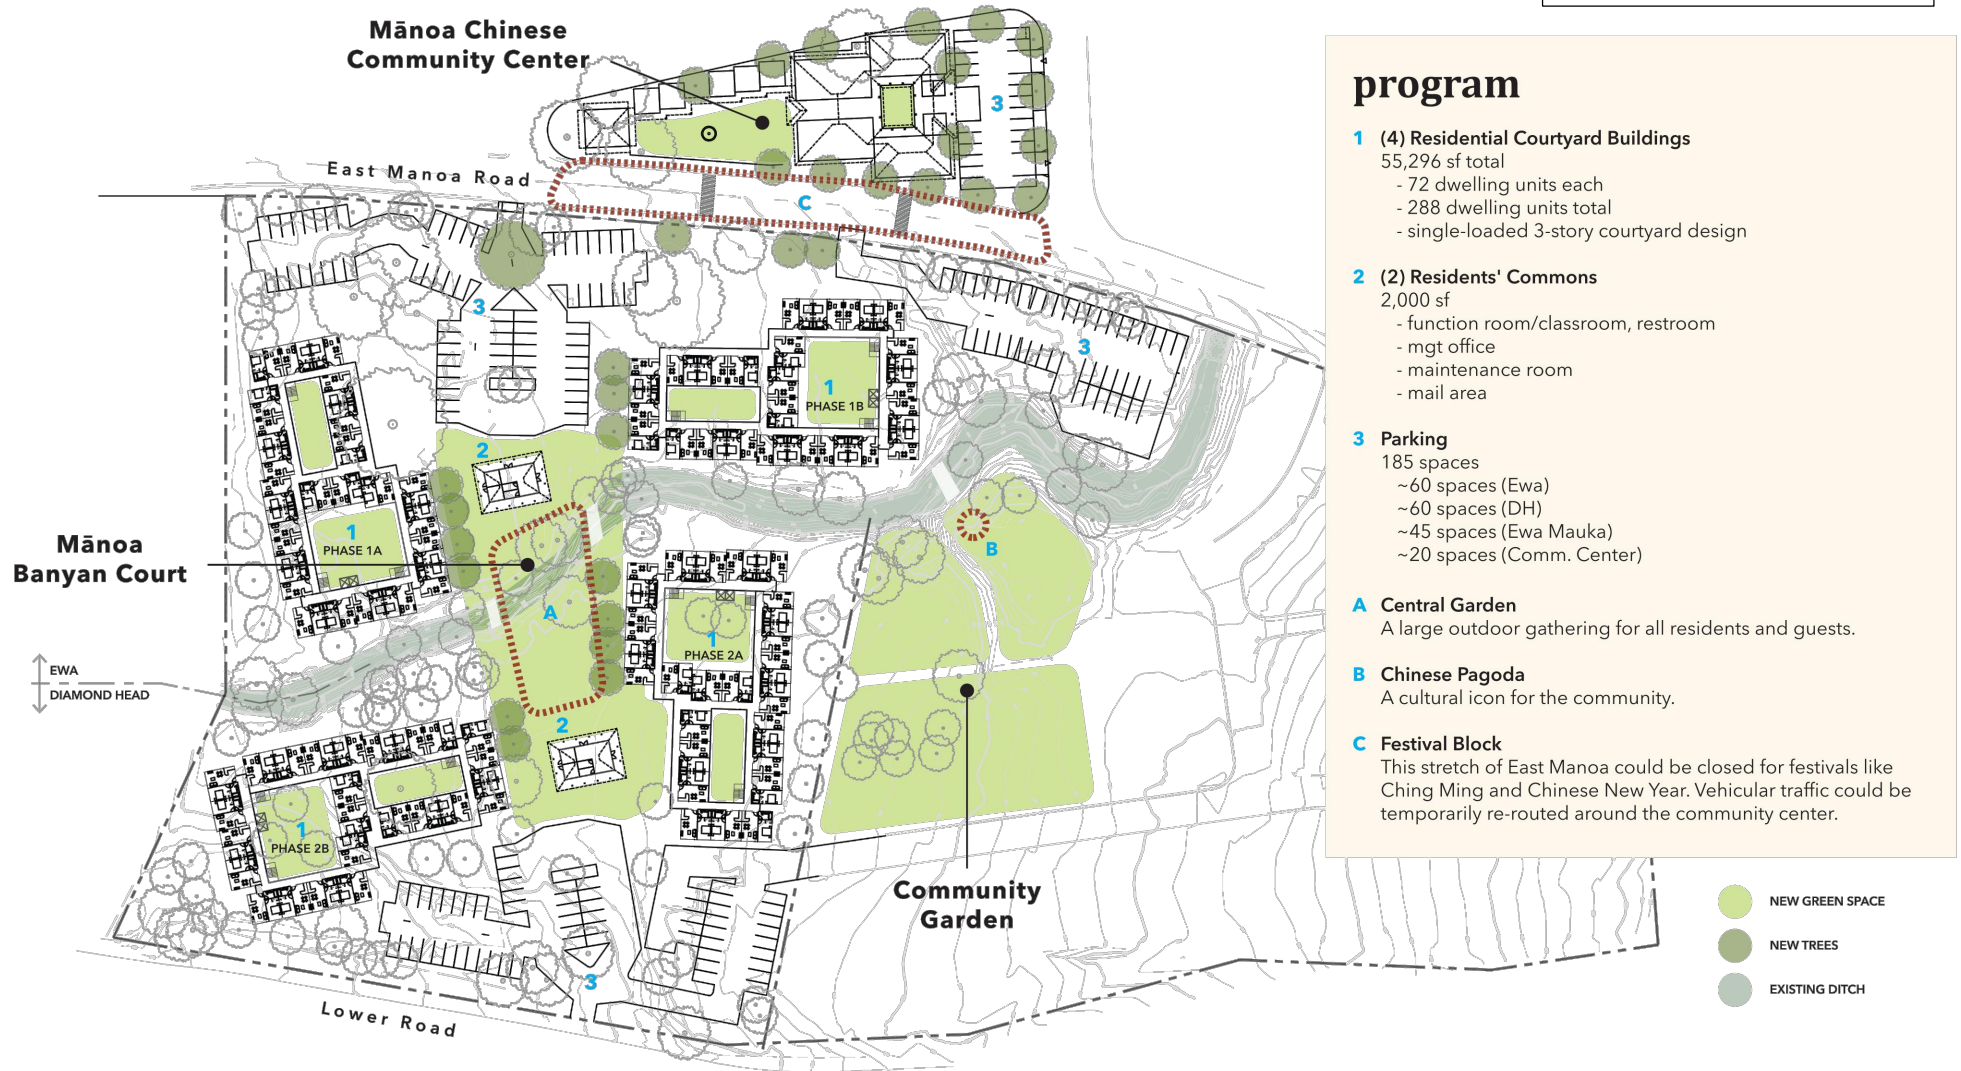 Mānoa Chinese
Community Center
3
East Manoa Road
C
3
3
1
PHASE 1B
2
1
PHASE 1A
Mānoa
Banyan Court
B
A
1
PHASE 2A
EWA
DIAMOND HEAD
2
1
PHASE 2B
Community
Garden
3
Lower Road
program
1 (4) Residential Courtyard Buildings
55,296 sf total
- 72 dwelling units each
- 288 dwelling units total
- single-loaded 3-story courtyard design
2 (2) Residents' Commons
2,000 sf
- function room/classroom, restroom
- mgt office
- maintenance room
- mail area
3 Parking
185 spaces
~60 spaces (Ewa)
~60 spaces (DH)
~45 spaces (Ewa Mauka)
~20 spaces (Comm. Center)
A Central Garden
A large outdoor gathering for all residents and guests.
B Chinese Pagoda
A cultural icon for the community.
C Festival Block
This stretch of East Manoa could be closed for festivals like
Ching Ming and Chinese New Year. Vehicular traffic could be
temporarily re-routed around the community center.
NEW GREEN SPACE
NEW TREES
EXISTING DITCH